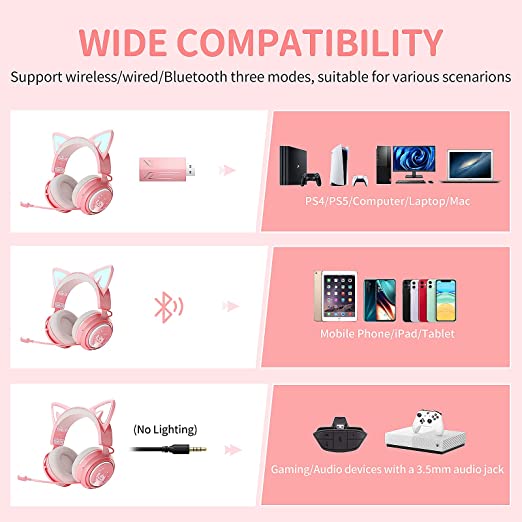 WIDE COMPATIBILITY
Support wireless/wired/Bluetooth three modes, suitable for various scenarions
PS4/PS5/Computer/Laptop/Mac
Mobile Phone/iPad/Tablet
(No Lighting)
Gaming/Audio devices with a 3.5mm audio jack